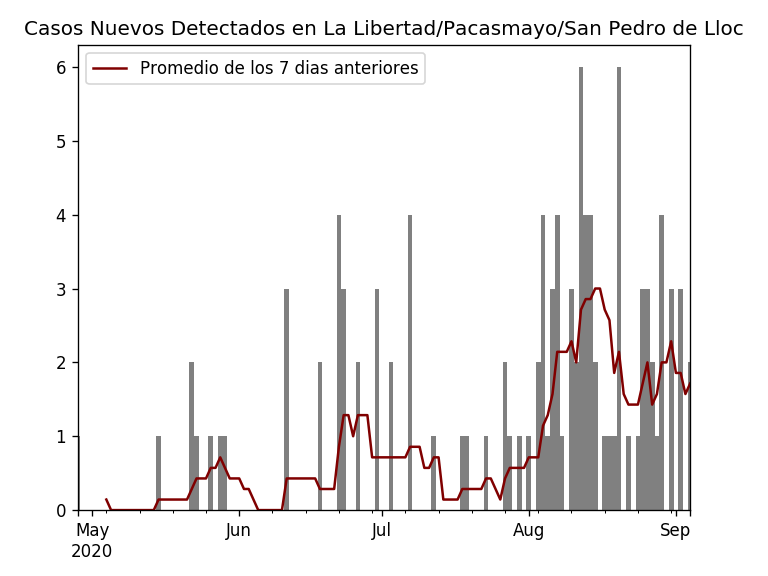 Casos Nuevos Detectados en La Libertad/Pacasmayo/San Pedro de Lloc
Promedio de los 7 dias anteriores
6
5
4
3
2
1
0
May Jun Jul Aug Sep
2020